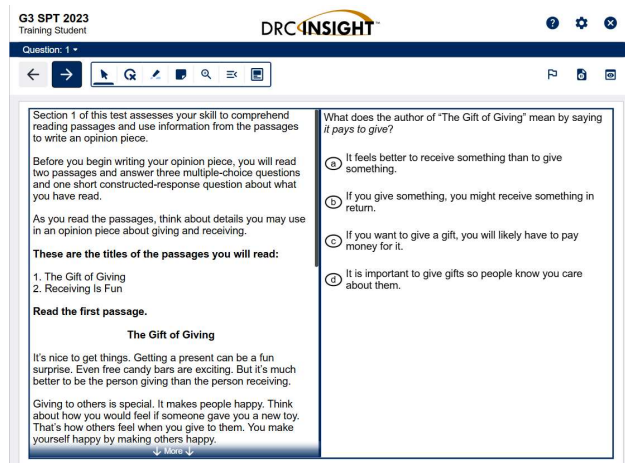 G3 SPT 2023
Training Student
DRC INSIGHT
Question: 1
Section 1 of this test assesses your skill to comprehend
reading passages and use information from the passages
to write an opinion piece.
Before you begin writing your opinion piece, you will read
two passages and answer three multiple-choice questions
and one short constructed-response question about what
you have read.
As you read the passages, think about details you may use
in an opinion piece about giving and receiving.
These are the titles of the passages you will read:
1. The Gift of Giving
2. Receiving Is Fun
Read the first passage.
The Gift of Giving
It's nice to get things. Getting a present can be a fun
surprise. Even free candy bars are exciting. But it's much
better to be the person giving than the person receiving.
Giving to others is special. It makes people happy. Think
about how you would feel if someone gave you a new toy.
That's how others feel when you give to them. You make
yourself happy by making others happy.
↓ More ↓
What does the author of "The Gift of Giving" mean by saying
it pays to give?
a It feels better to receive something than to give
something.
b If you give something, you might receive something in
return.
c If you want to give a gift, you will likely have to pay
money for it.
d It is important to give gifts so people know you care
about them.